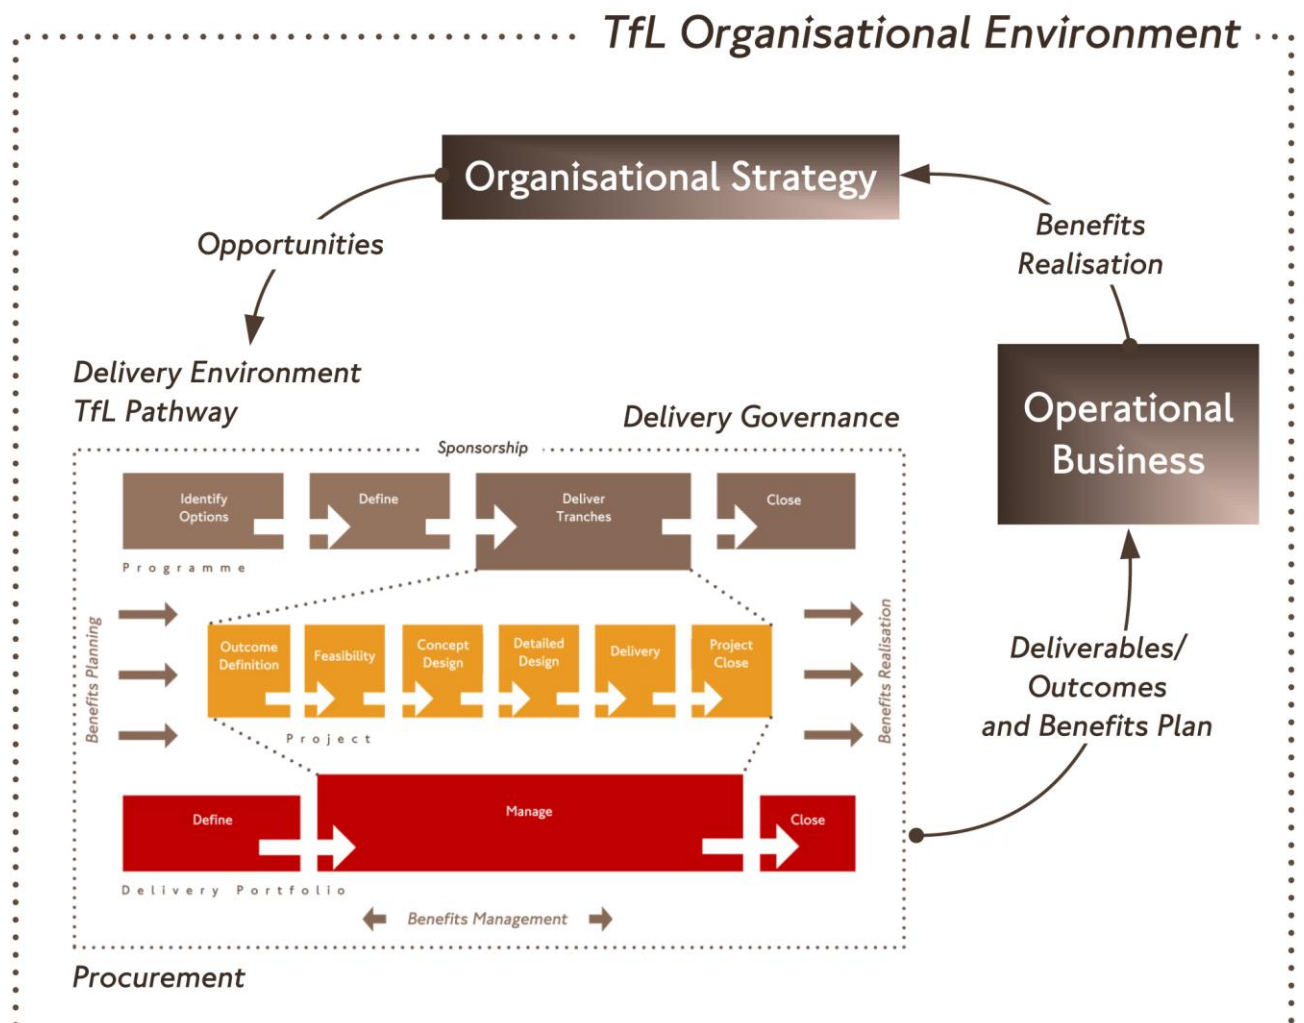 TfL Organisational Environment
Organisational Strategy
Opportunities
Benefits
Realisation
Delivery Environment
TfL Pathway
Delivery Governance
Operational
Business
Sponsorship
Identify
Options
Define
Deliver
Tranches
Close
Programme
Benefits Planning
Outcome
Definition
Feasibility
Concept
Design
Detailed
Design
Delivery
Project
Close
Benefits Realisation
Project
Deliverables/
Outcomes
and Benefits Plan
Define
Manage
Close
Delivery Portfolio
Benefits Management
Procurement